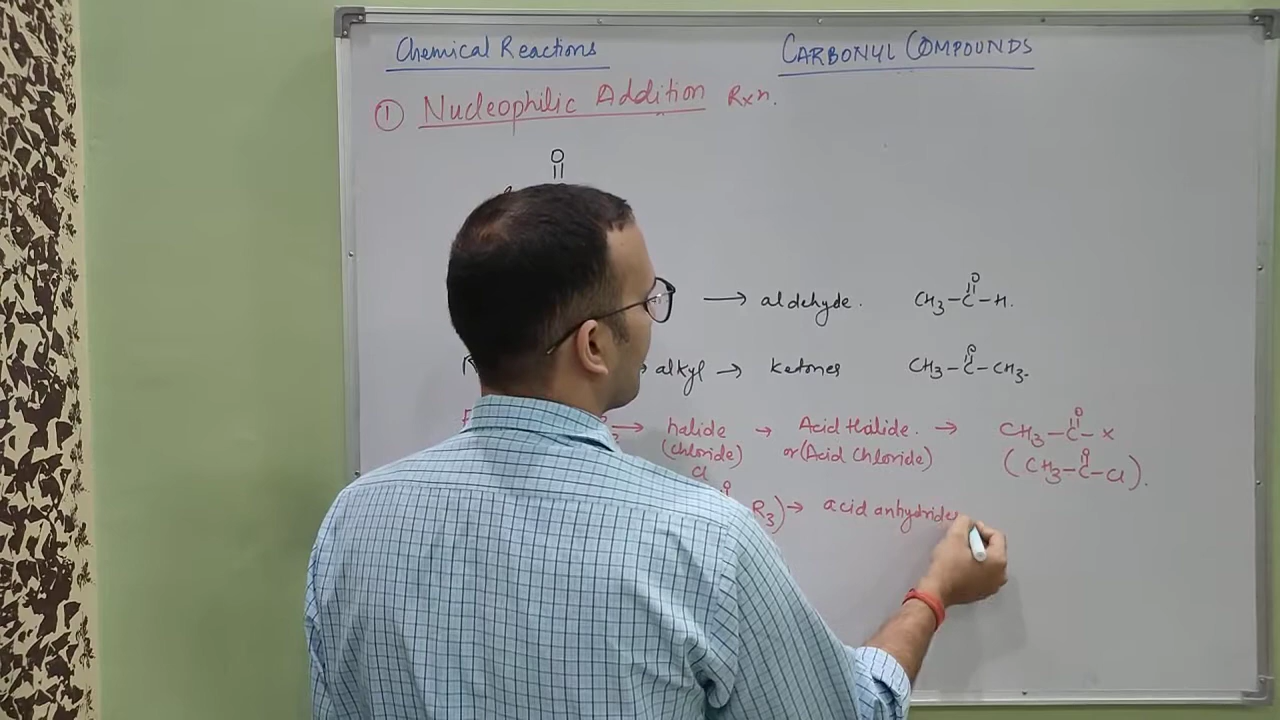 Chemical Reactions
CARBONYL COMPOUNDS
① Nucleophilic Addition Rxn.
O
→ aldehyde. CH3-C-H.
O
alkyl → ketones CH3-C-CH3.
O
→ halide → Acid Halide. → CH3-C-X
O
(chloride) or (Acid Chloride) (CH3-C-Cl).
O
Cl
O
R3) → acid anhydrides